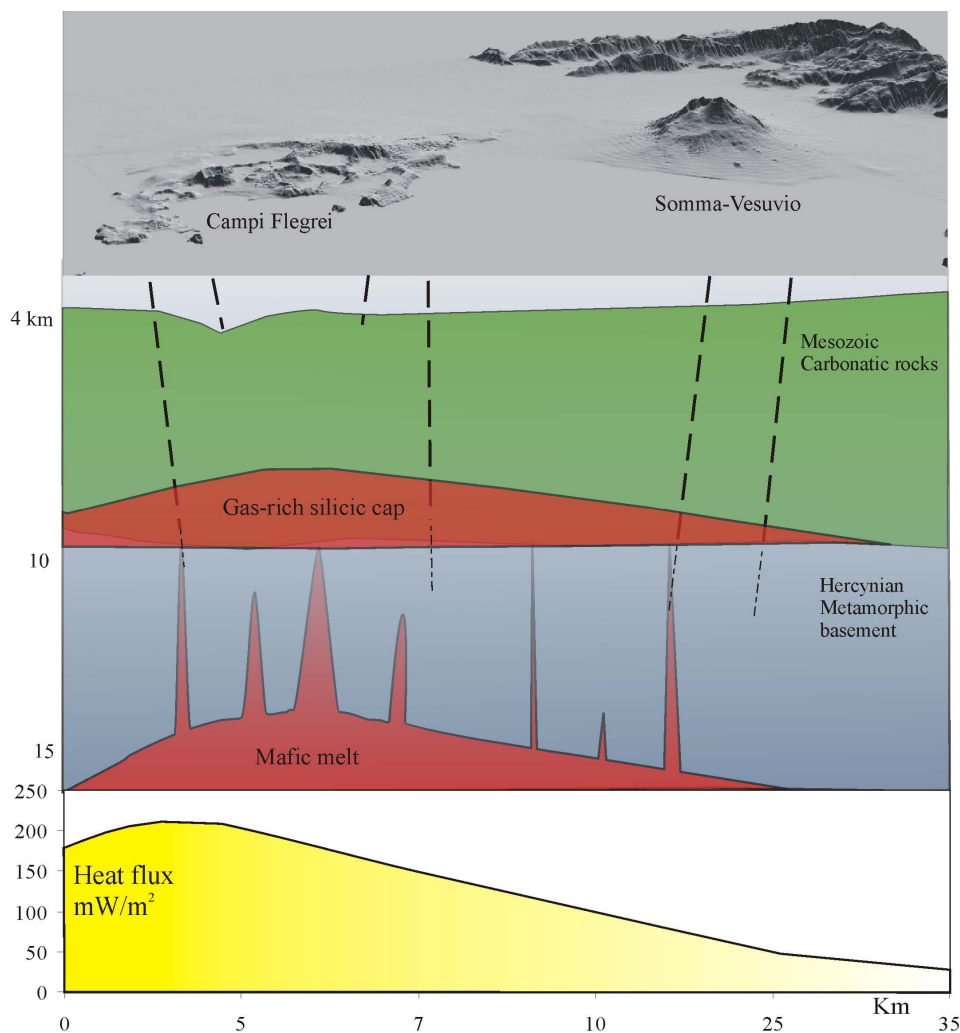 Campi Flegrei
Somma-Vesuvio
4 km
Mesozoic
Carbonatic rocks
Gas-rich silicic cap
10
Hercynian
Metamorphic
basement
15
Mafic melt
250
200
150
100
50
0
Heat flux
mW/m²
Km
0 5 7 10 25 35